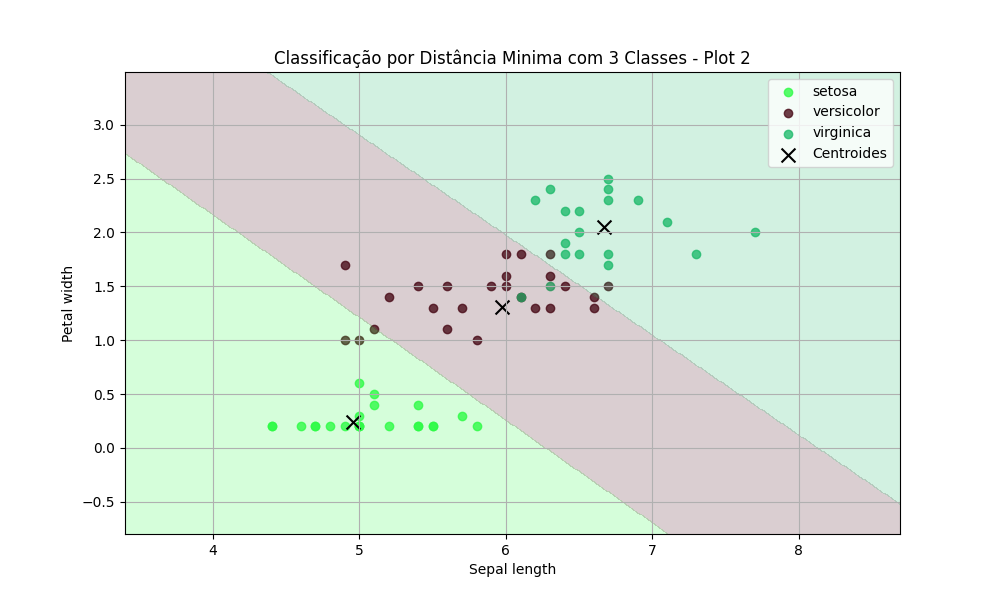 Classificação por Distância Minima com 3 Classes - Plot 2
setosa
versicolor
virginica
Centroides
Petal width
3.0
2.5
2.0
1.5
1.0
0.5
0.0
−0.5
4 5 6 7 8
Sepal length